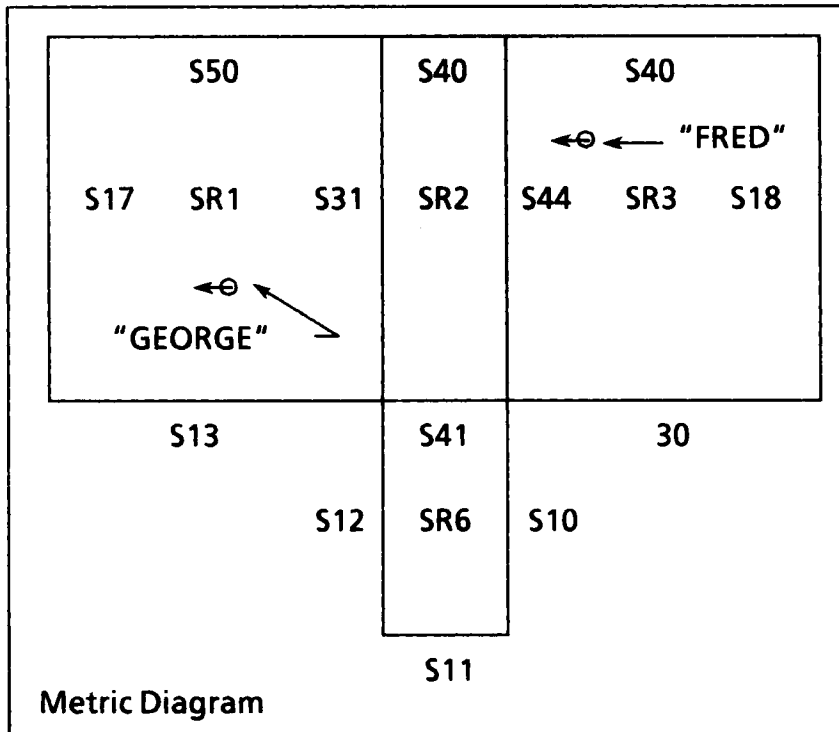 S50 S40 S40
"FRED"
S17 SR1 S31 SR2 S44 SR3 S18
"GEORGE"
S13 S41 30
S12 SR6 S10
S11
Metric Diagram